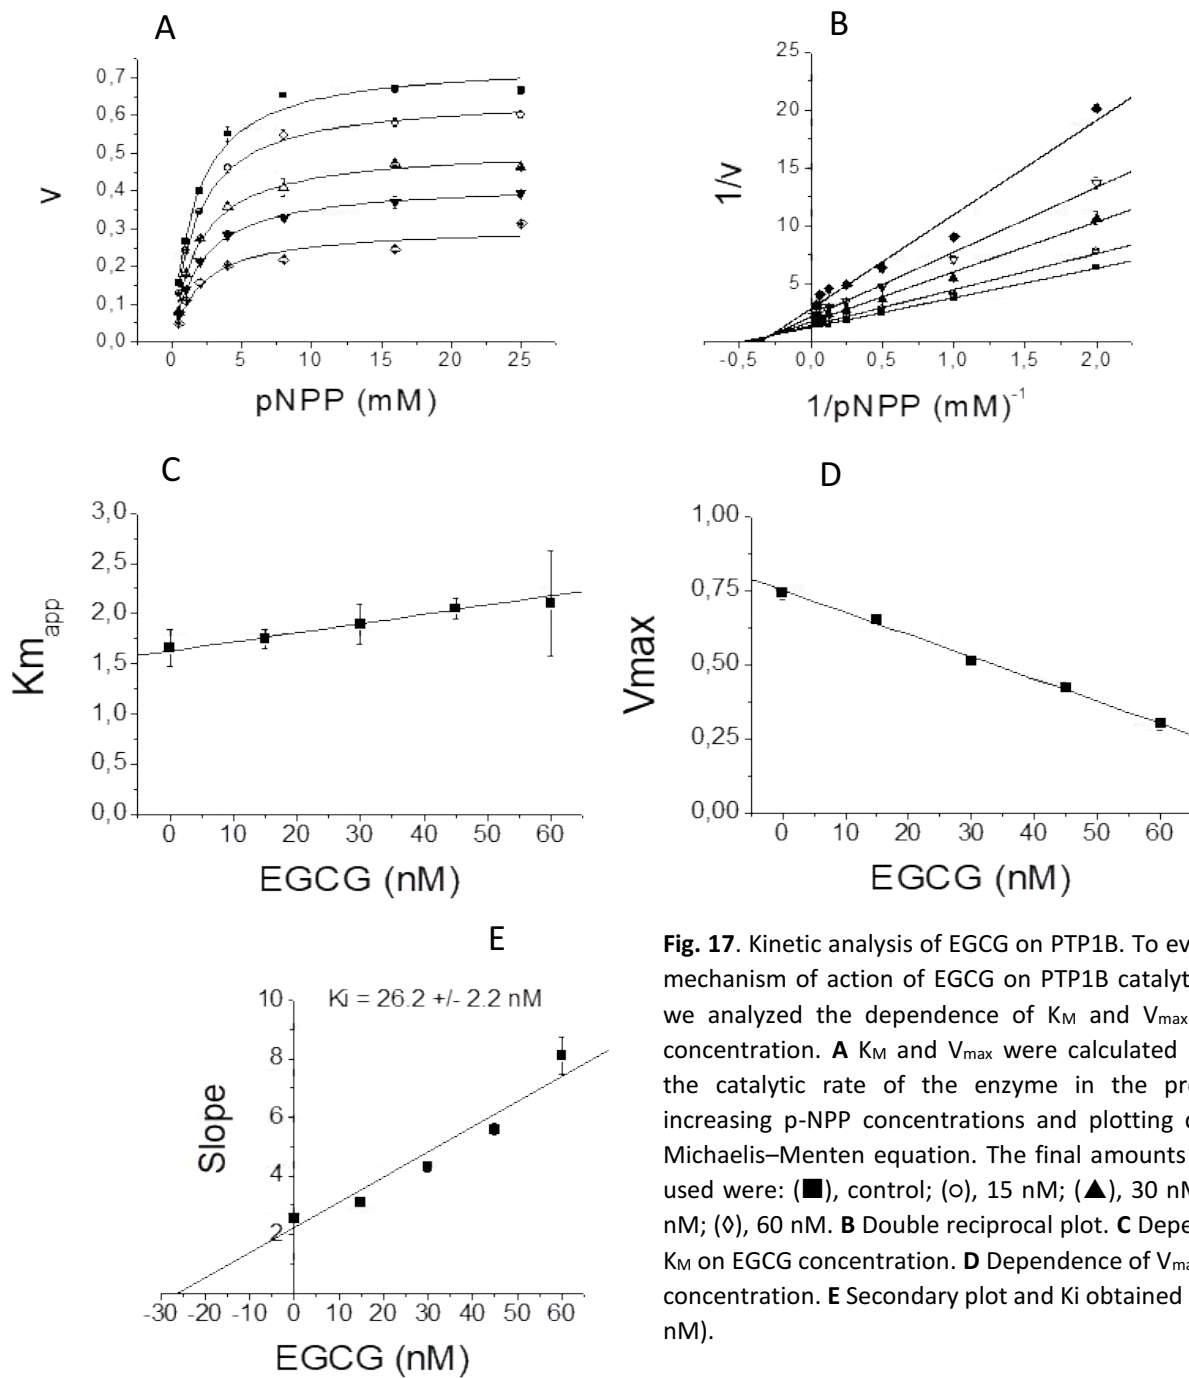 A
0,7
0,6
0,5
0,4
0,3
0,2
0,1
0,0
v
0 5 10 15 20 25
pNPP (mM)
B
25
20
15
10
5
1/v
-0,5 0,0 0,5 1,0 1,5 2,0
1/pNPP (mM)⁻¹
C
3,0
2,5
2,0
1,5
1,0
0,5
0,0
Km app
0 10 20 30 40 50 60
EGCG (nM)
D
1,00
0,75
0,50
0,25
0,00
Vmax
0 10 20 30 40 50 60
EGCG (nM)
E
Ki = 26.2 +/- 2.2 nM
10
8
6
4
2
Slope
-30 -20 -10 0 10 20 30 40 50 60
EGCG (nM)
Fig. 17. Kinetic analysis of EGCG on PTP1B. To ev
mechanism of action of EGCG on PTP1B catalyt
we analyzed the dependence of KM and Vmax
concentration. A KM and Vmax were calculated
the catalytic rate of the enzyme in the pre
increasing p-NPP concentrations and plotting
Michaelis–Menten equation. The final amounts
used were: (■), control; (○), 15 nM; (▲), 30 nM
nM; (◊), 60 nM. B Double reciprocal plot. C Depe
KM on EGCG concentration. D Dependence of Vma
concentration. E Secondary plot and Ki obtained
nM).